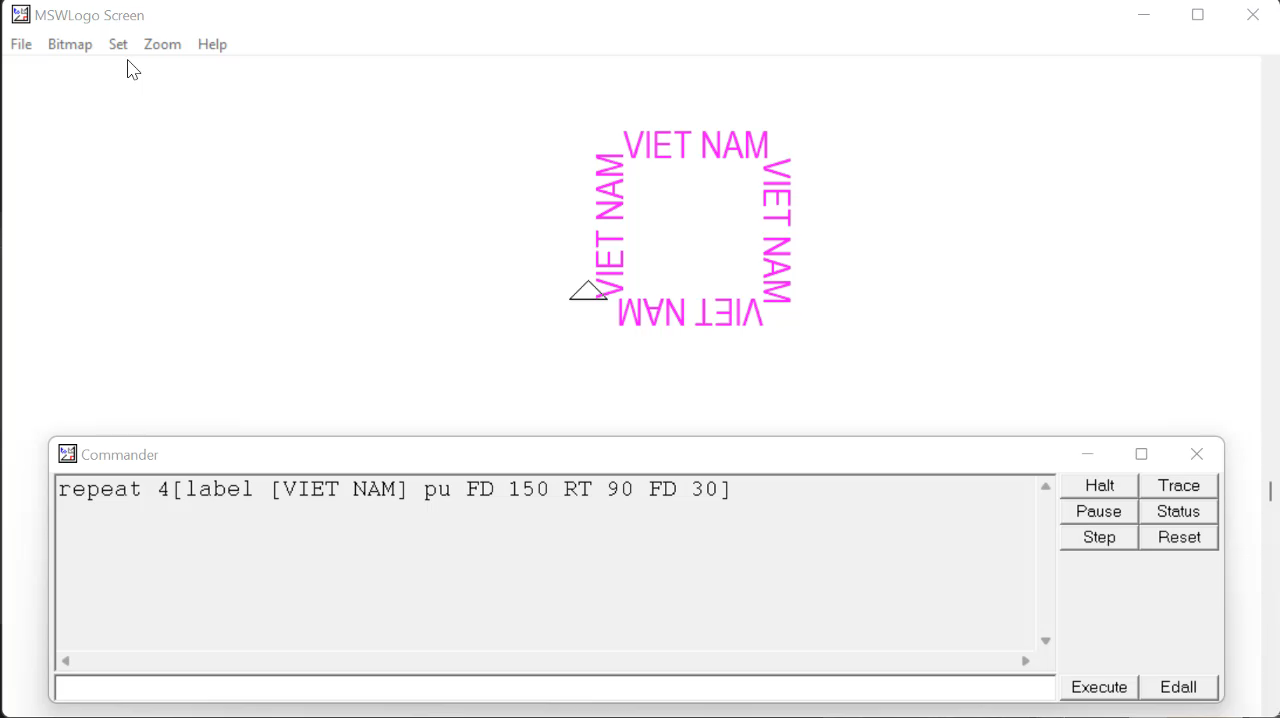 MSWLogo Screen
File Bitmap Set Zoom Help
VIET NAM
VIET NAM
VIET NAM
VIET NAM
Commander
repeat 4[label [VIET NAM] pu FD 150 RT 90 FD 30]
Halt Trace
Pause Status
Step Reset
Execute Edall